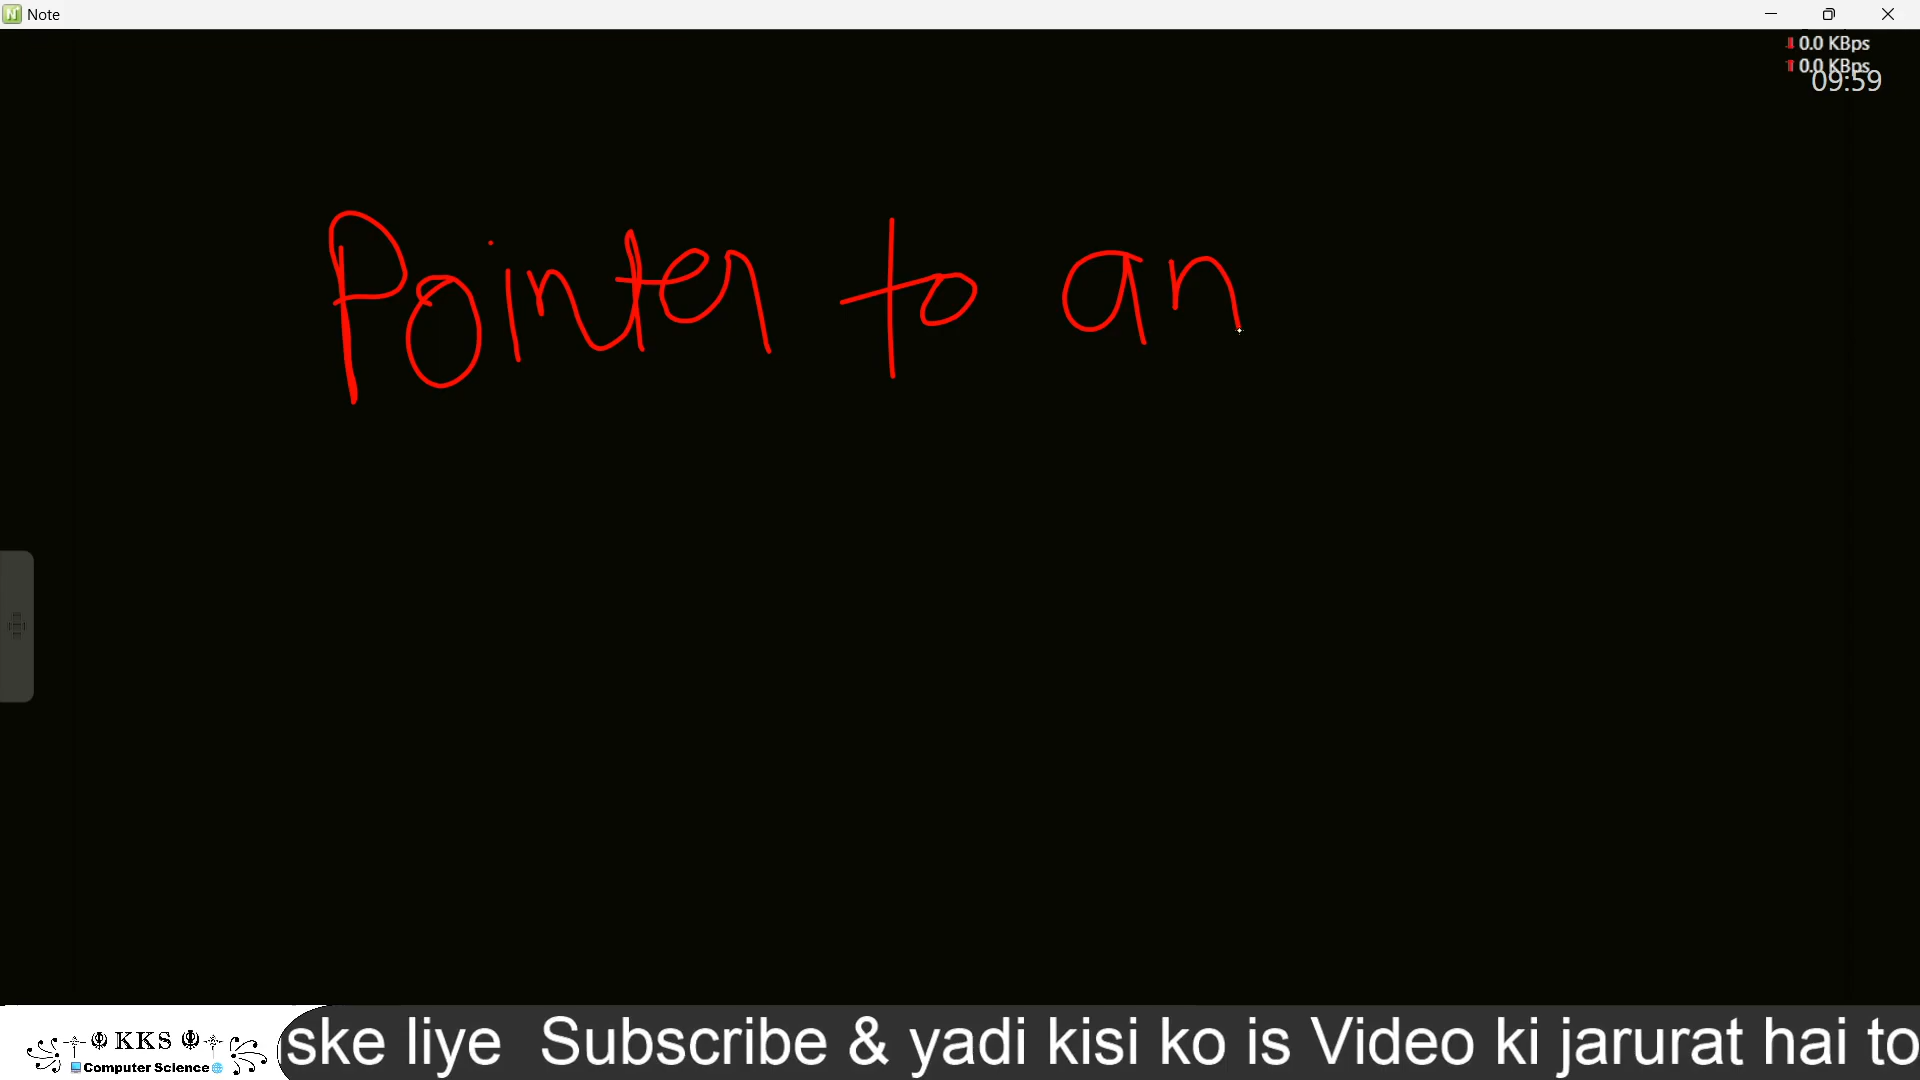 Note
0.0 KBps
0.0 KBps
09:59
Pointer to an
KKS
Computer Science
ske liye Subscribe & yadi kisi ko is Video ki jarurat hai to